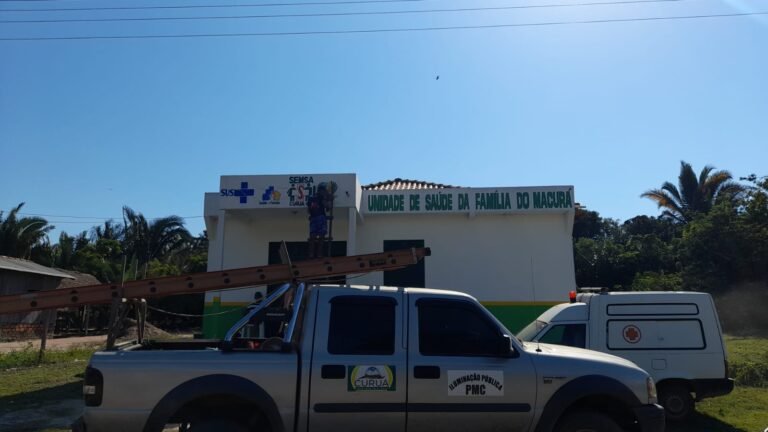 SEMSA
SUS
UNIDADE DE SAÚDE DA FAMÍLIA DO MACURÁ
CURUÁ
ILUMINAÇÃO PÚBLICA
PMC